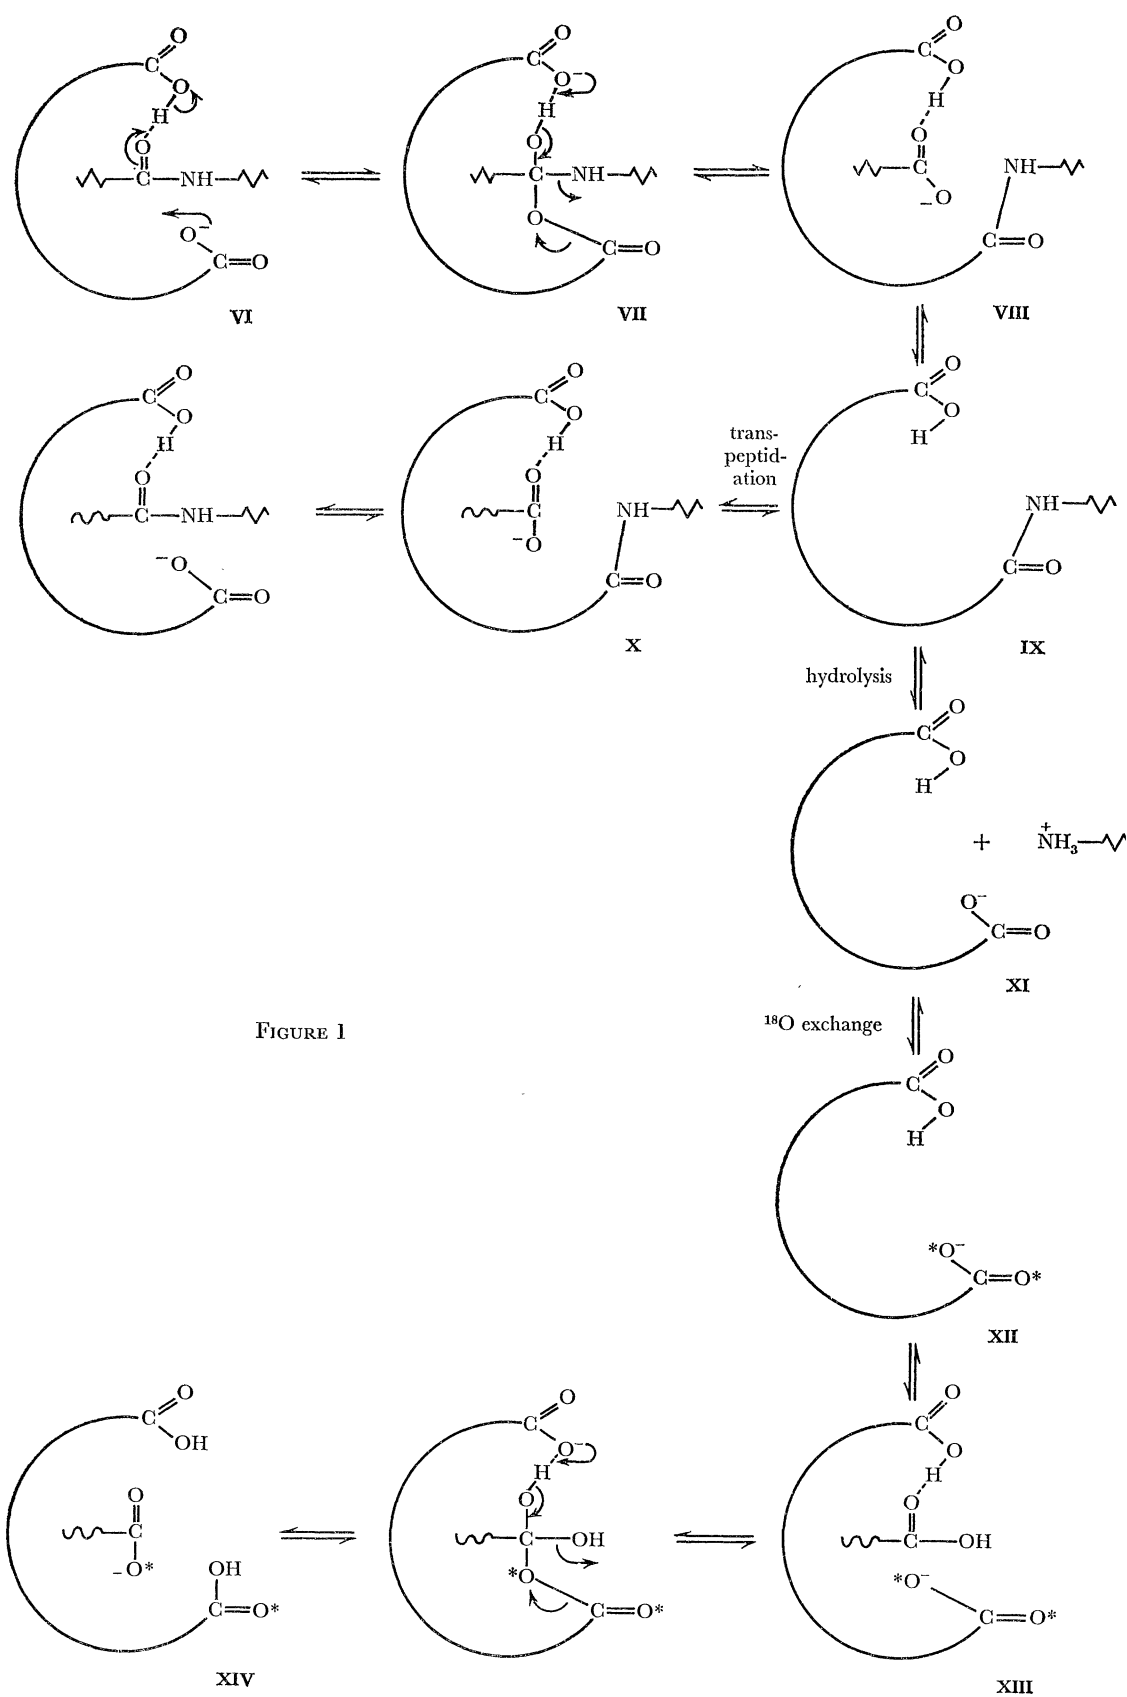 O
C
O
H
O
C—NH
O⁻
C=O
VI
O
C
O⁻
H
O
C—NH
O
C=O
VII
O
C
O
H
O
C
⁻O
NH
C=O
VIII
O
C
O
H
O
C—NH
⁻O
C=O
O
C
O
H
O
C
⁻O
NH
C=O
X
trans-
peptid-
ation
O
C
O
H
NH
C=O
IX
hydrolysis
O
C
O
H
+
N⁺H₃
O⁻
C=O
XI
FIGURE 1
¹⁸O exchange
O
C
O
H
*O⁻
C=O*
XII
O
C
OH
O
C
⁻O*
OH
C=O*
XIV
O
C
O⁻
H
O
C—OH
*O
C=O*
O
C
O
H
O
C—OH
*O⁻
C=O*
XIII